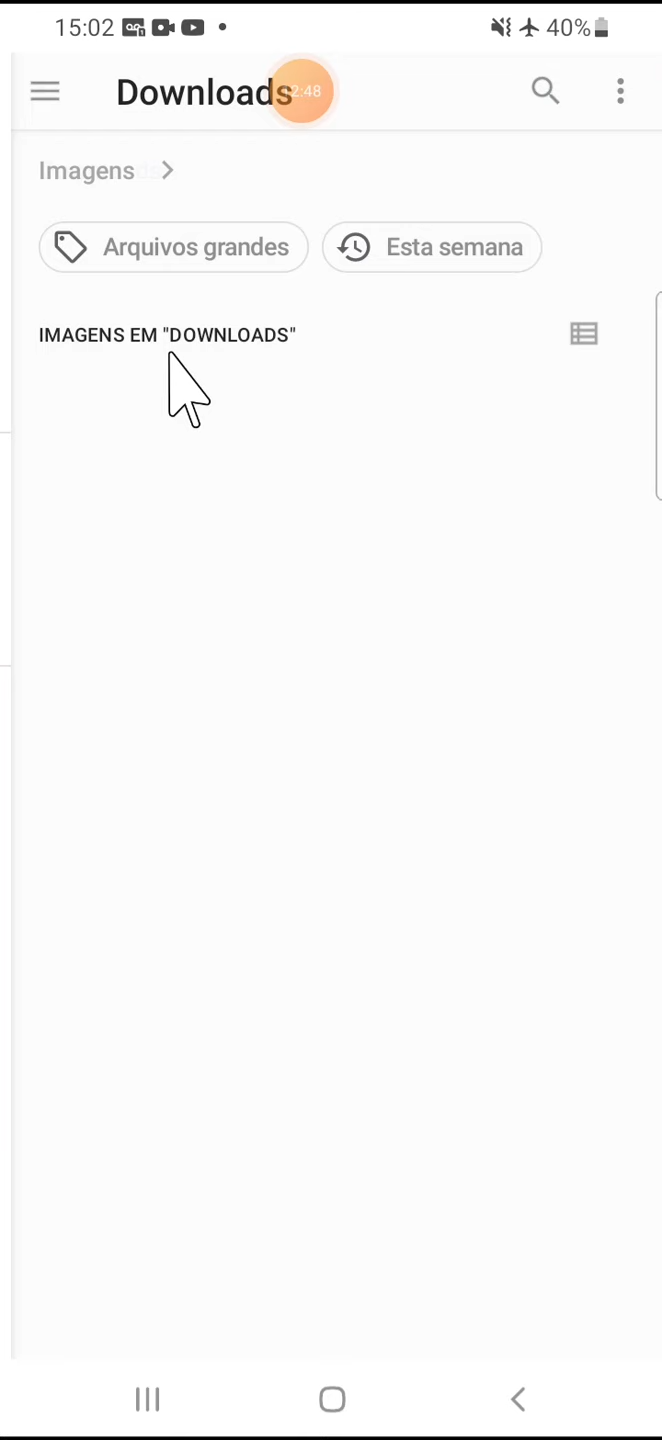 15:02 40%
Downloads
Imagens
Arquivos grandes Esta semana
IMAGENS EM "DOWNLOADS"